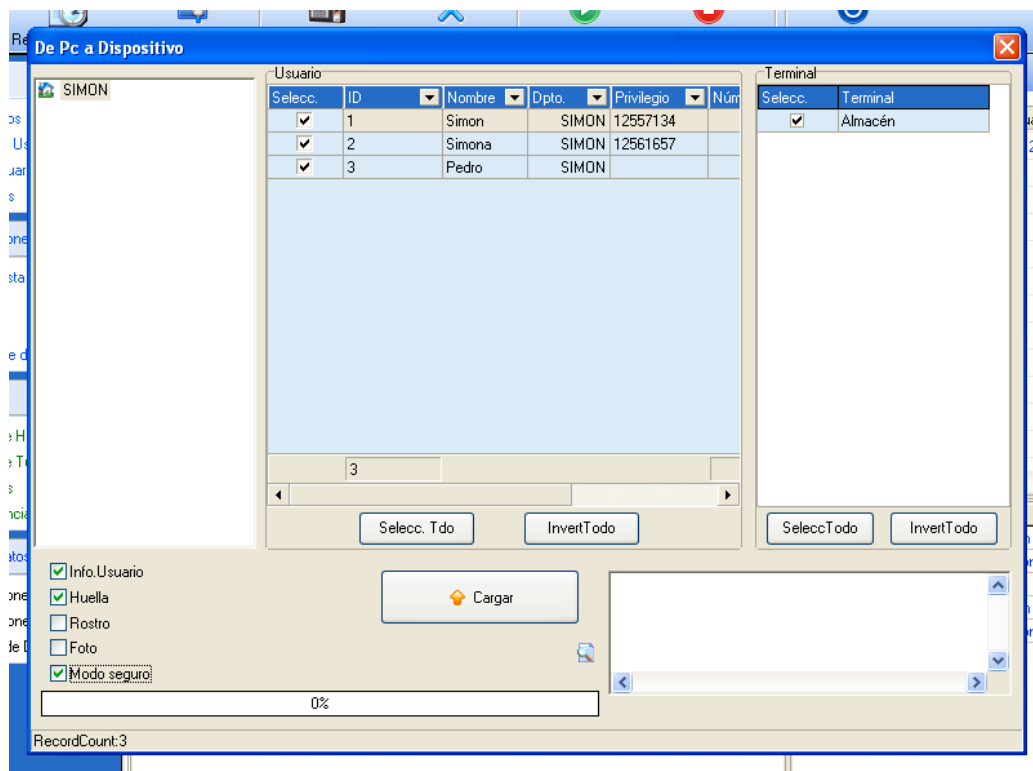 De Pc a Dispositivo
SIMON
Usuario
Selecc. ID Nombre Dpto. Privilegio Núm
1 Simon SIMON 12557134
2 Simona SIMON 12561657
3 Pedro SIMON
3
Selecc. Tdo InvertTodo
Terminal
Selecc. Terminal
Almacén
SeleccTodo InvertTodo
Info.Usuario
Huella
Rostro
Foto
Modo seguro
Cargar
0%
RecordCount:3